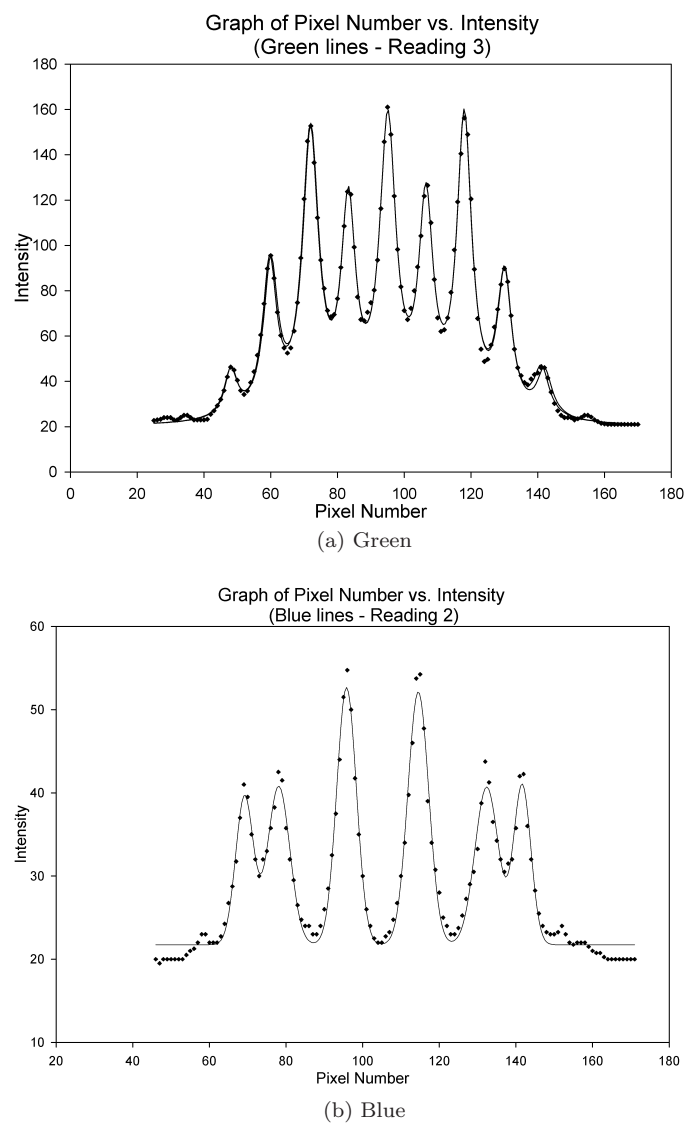 Graph of Pixel Number vs. Intensity
(Green lines - Reading 3)
180
160
140
120
100
80
60
40
20
0
Intensity
0 20 40 60 80 100 120 140 160 180
Pixel Number
(a) Green
Graph of Pixel Number vs. Intensity
(Blue lines - Reading 2)
60
50
40
30
20
10
Intensity
20 40 60 80 100 120 140 160 180
Pixel Number
(b) Blue